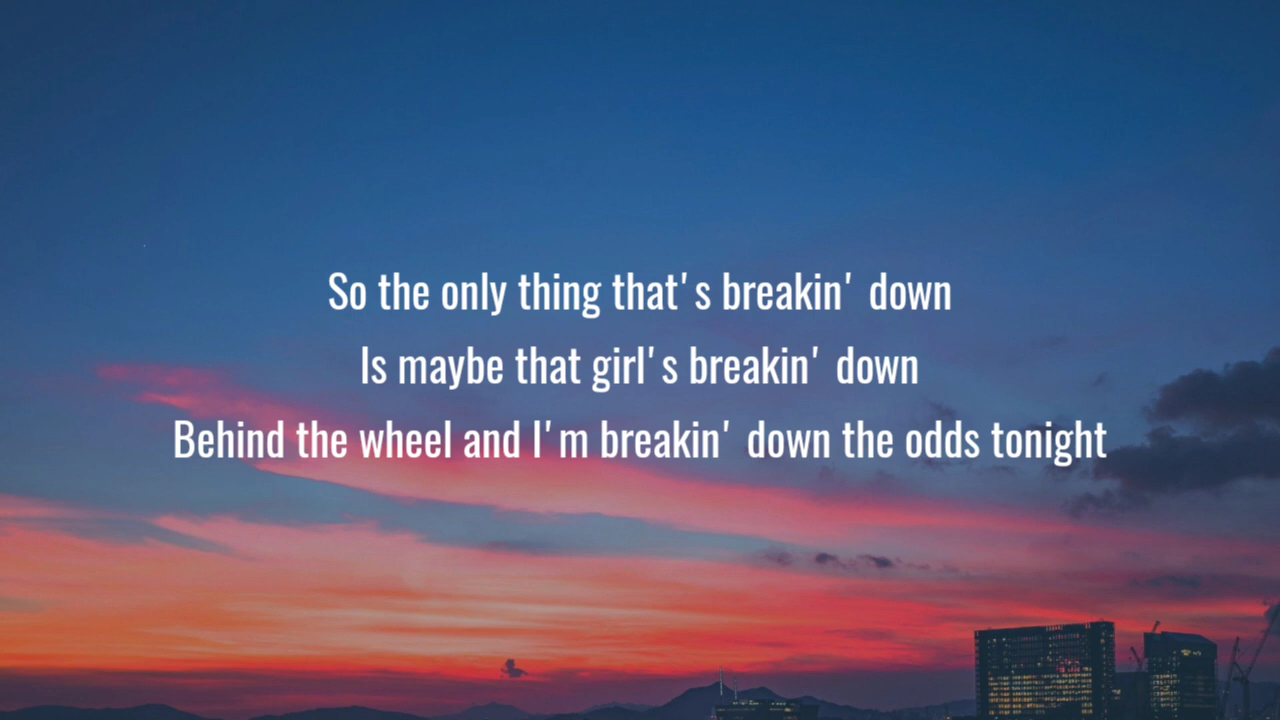 So the only thing that's breakin' down
Is maybe that girl's breakin' down
Behind the wheel and I'm breakin' down the odds tonight